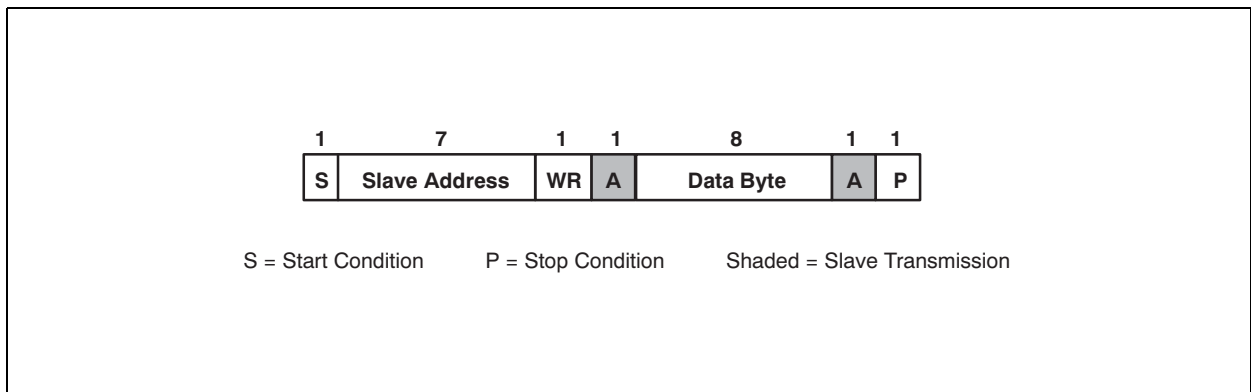 1 7 1 1 8 1 1
S Slave Address WR A Data Byte A P
S = Start Condition P = Stop Condition Shaded = Slave Transmission